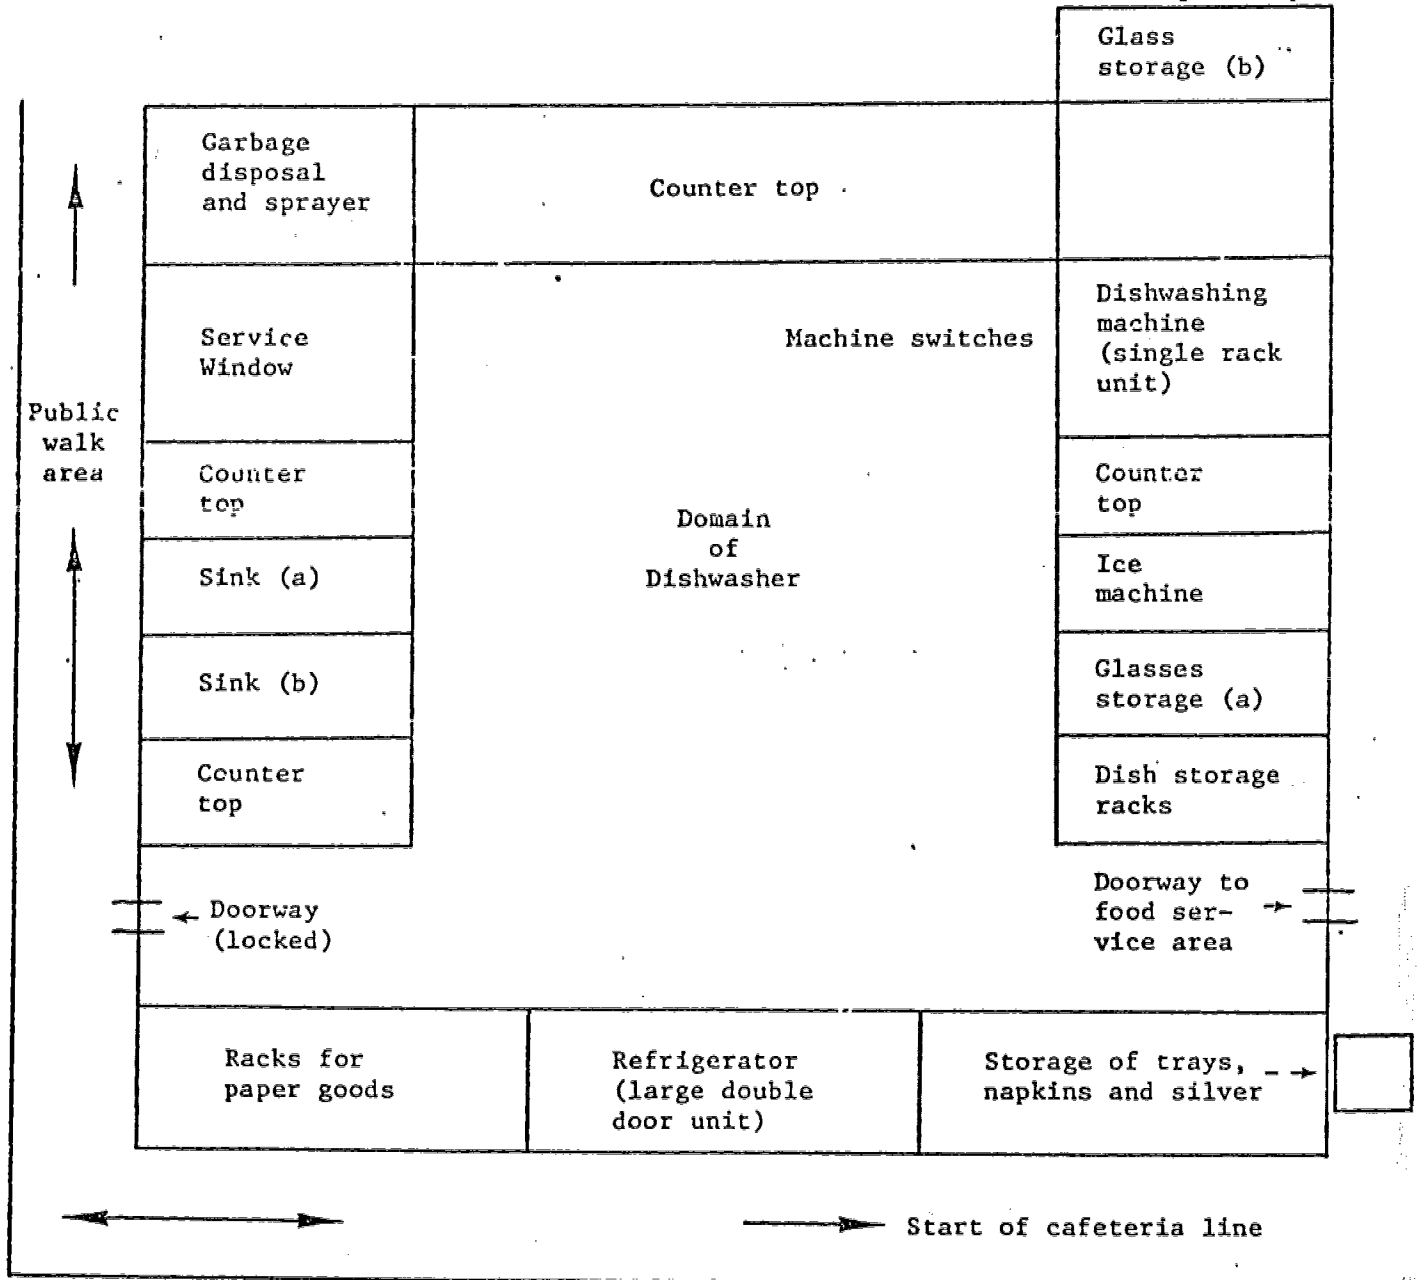 Glass
storage (b)
Garbage
disposal
and sprayer
Counter top
Service
Window
Machine switches
Dishwashing
machine
(single rack
unit)
Public
walk
area
Counter
top
Counter
top
Domain
of
Dishwasher
Sink (a)
Ice
machine
Sink (b)
Glasses
storage (a)
Counter
top
Dish storage
racks
Doorway
(locked)
Doorway to
food ser-
vice area
Racks for
paper goods
Refrigerator
(large double
door unit)
Storage of trays,
napkins and silver
Start of cafeteria line